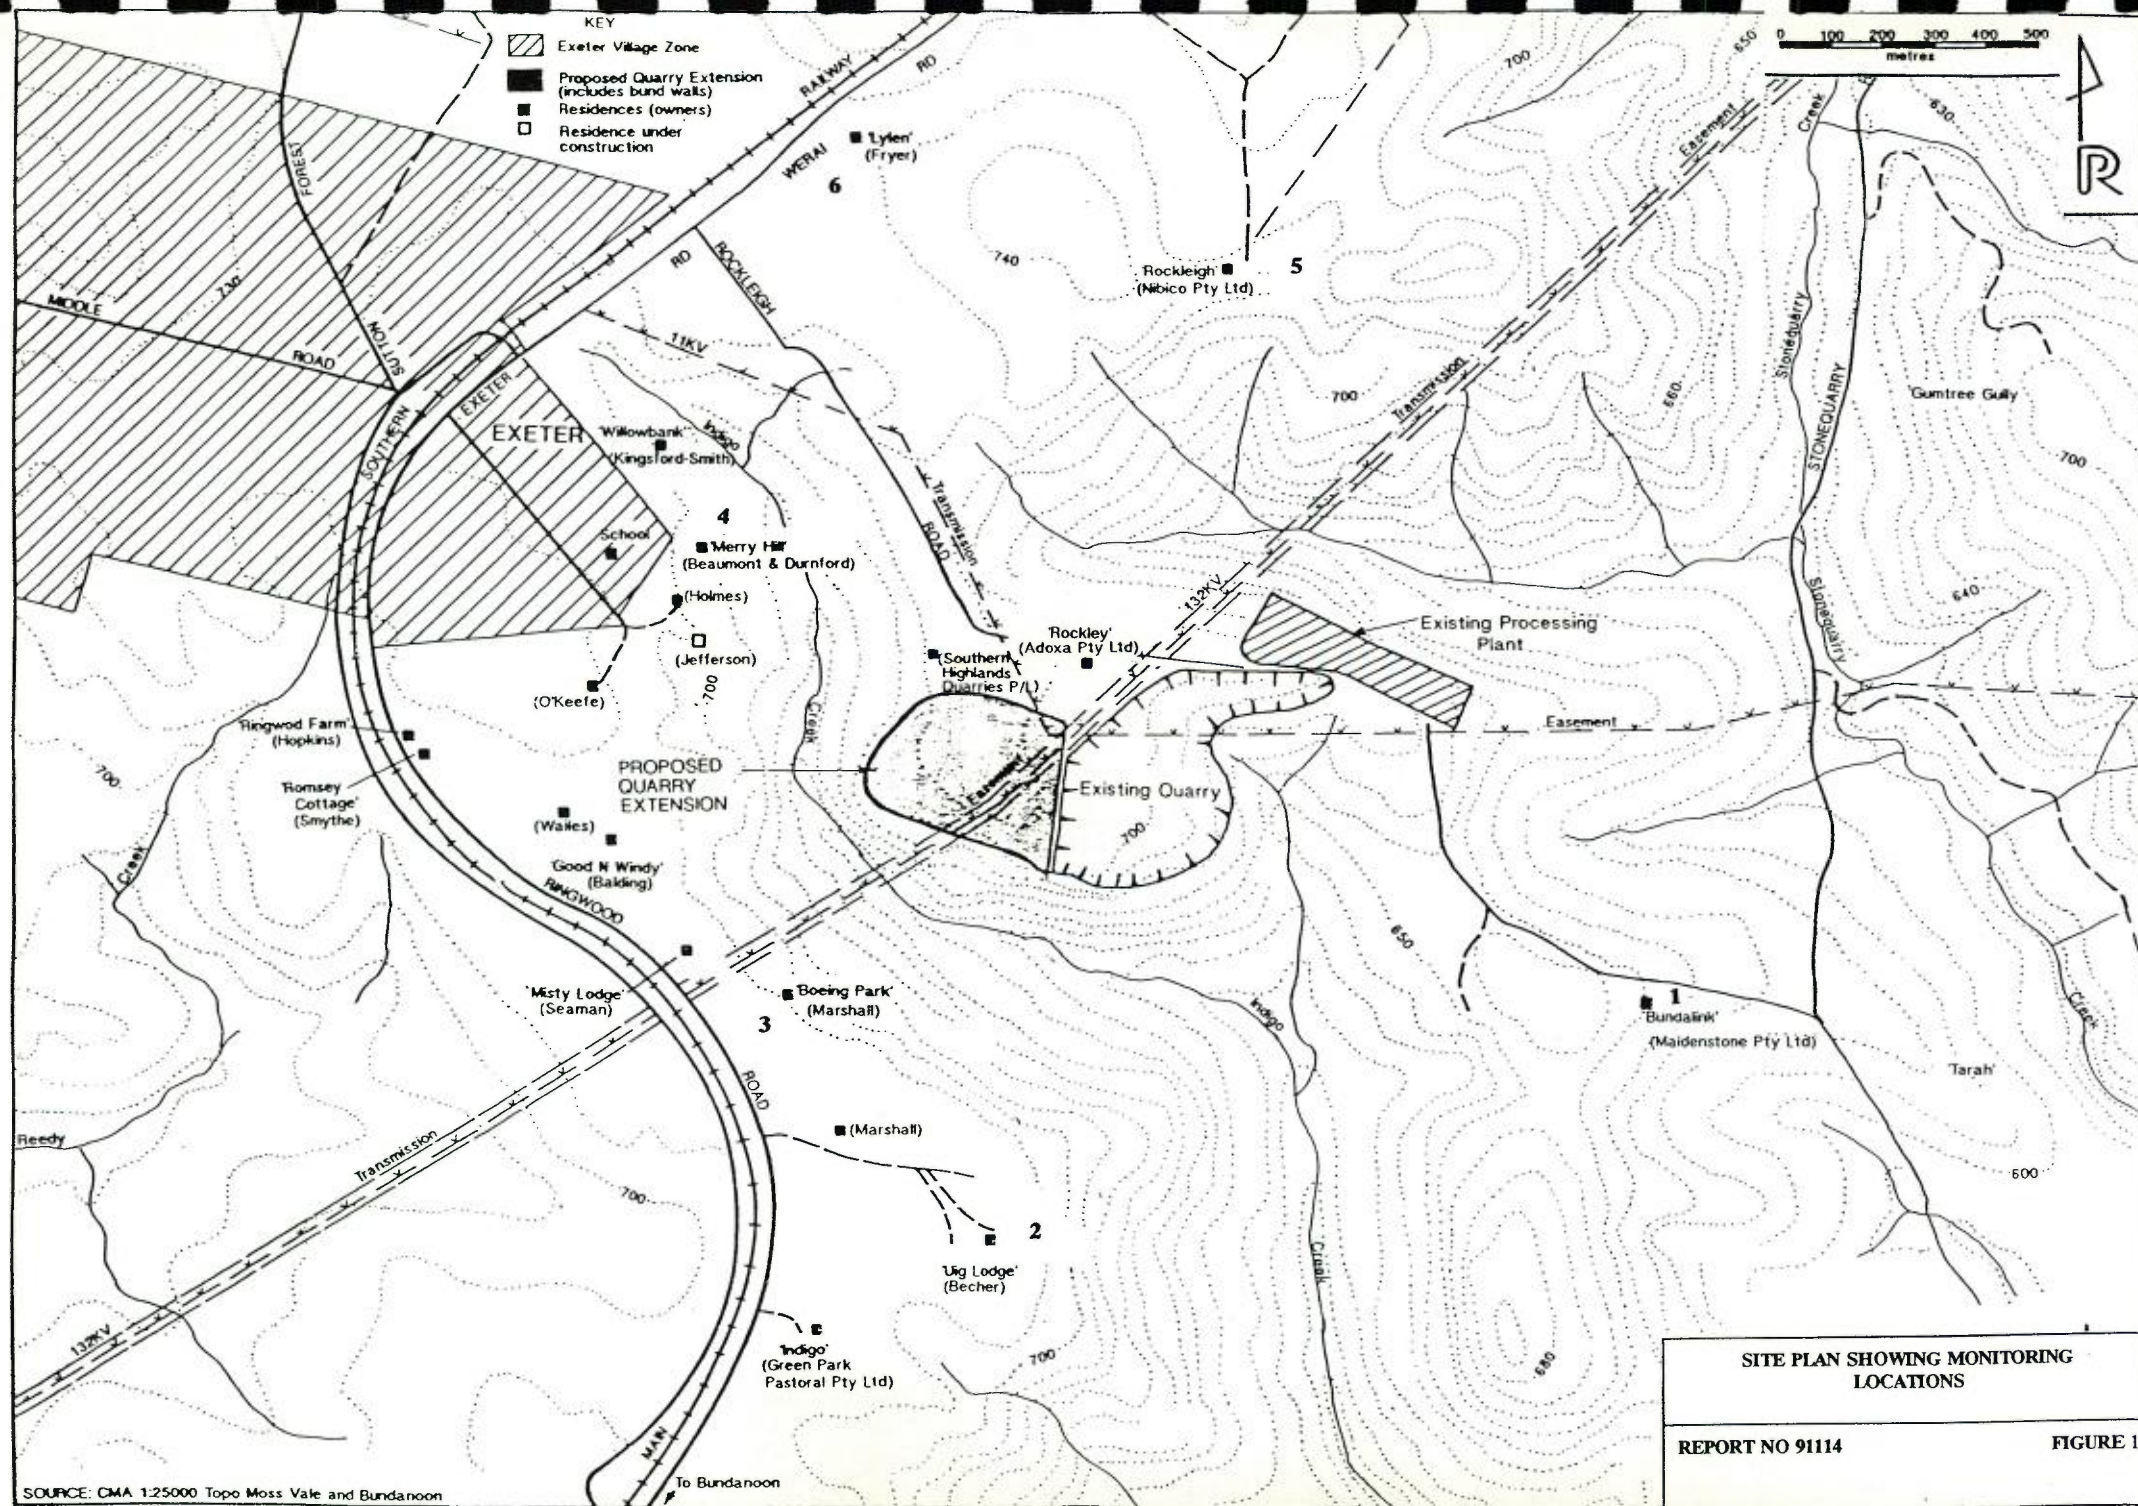 KEY
Exeter Village Zone
Proposed Quarry Extension
(includes bund walls)
Residences (owners)
Residence under
construction
0 100 200 300 400 500
metres
R
RAILWAY
RD
WERAI
'Lylen'
(Fryer)
6
700
650
Easement
Creek
630
FOREST
730
MIDDLE
ROAD
SUTTON
RD
ROCKLEIGH
740
'Rockleigh'
(Nibico Pty Ltd)
5
11KV
Stonequarry
STONEQUARRY
'Gumtree Gully'
Transmission
700
660
700
SOUTHERN
EXETER
EXETER
'Willowbank'
(Kingsford-Smith)
Indigo
4
School
'Merry Hill'
(Beaumont & Durnford)
(Holmes)
(Jefferson)
(O'Keefe)
700
Transmission
ROAD
132KV
'Rockley'
(Adoxa Pty Ltd)
(Southern
Highlands
Quarries P/L)
Existing Processing
Plant
Stonequarry
640
Creek
Easement
'Ringwod Farm'
(Hopkins)
700
'Romsey
Cottage'
(Smythe)
PROPOSED
QUARRY
EXTENSION
Easement
Existing Quarry
700
(Wailes)
'Good N Windy'
(Balding)
Creek
RINGWOOD
650
'Misty Lodge'
(Seaman)
'Boeing Park'
(Marshall)
3
Indigo
1
'Bundalink'
(Maidenstone Pty Ltd)
Creek
'Tarah'
ROAD
Reedy
Transmission
(Marshall)
700
600
2
'Uig Lodge'
(Becher)
Creek
132KV
'Indigo'
(Green Park
Pastoral Pty Ltd)
700
680
MAIN
To Bundanoon
SITE PLAN SHOWING MONITORING
LOCATIONS
REPORT NO 91114 FIGURE 1
SOURCE: CMA 1:25000 Topo Moss Vale and Bundanoon